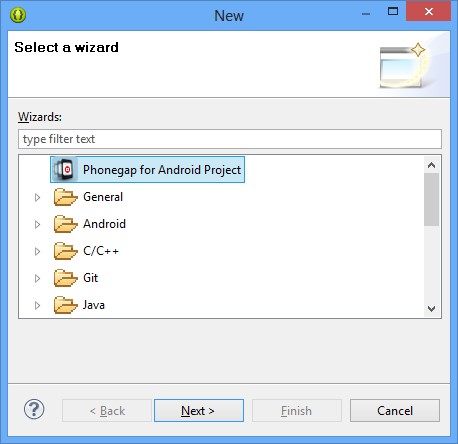 New
Select a wizard
Wizards:
type filter text
Phonegap for Android Project
General
Android
C/C++
Git
Java
? < Back Next > Finish Cancel